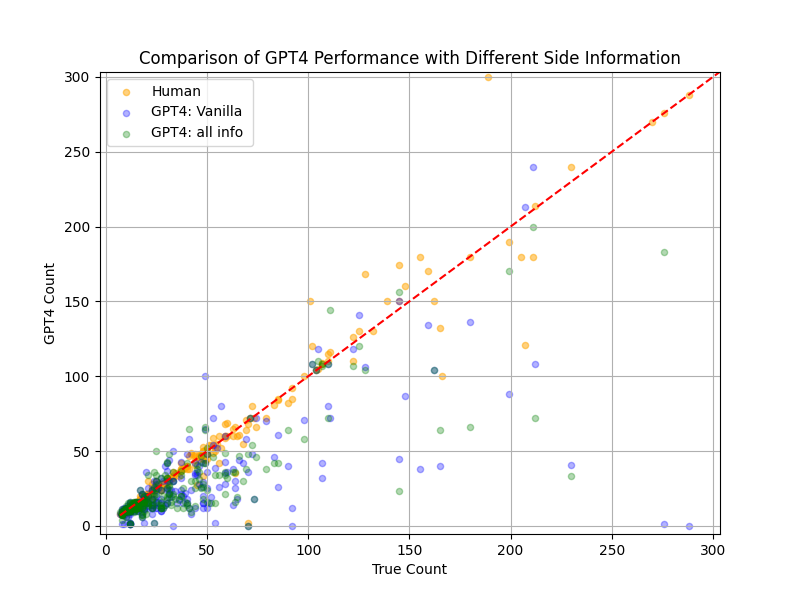 Comparison of GPT4 Performance with Different Side Information
300
250
200
150
100
50
0
GPT4 Count
Human
GPT4: Vanilla
GPT4: all info
0 50 100 150 200 250 300
True Count